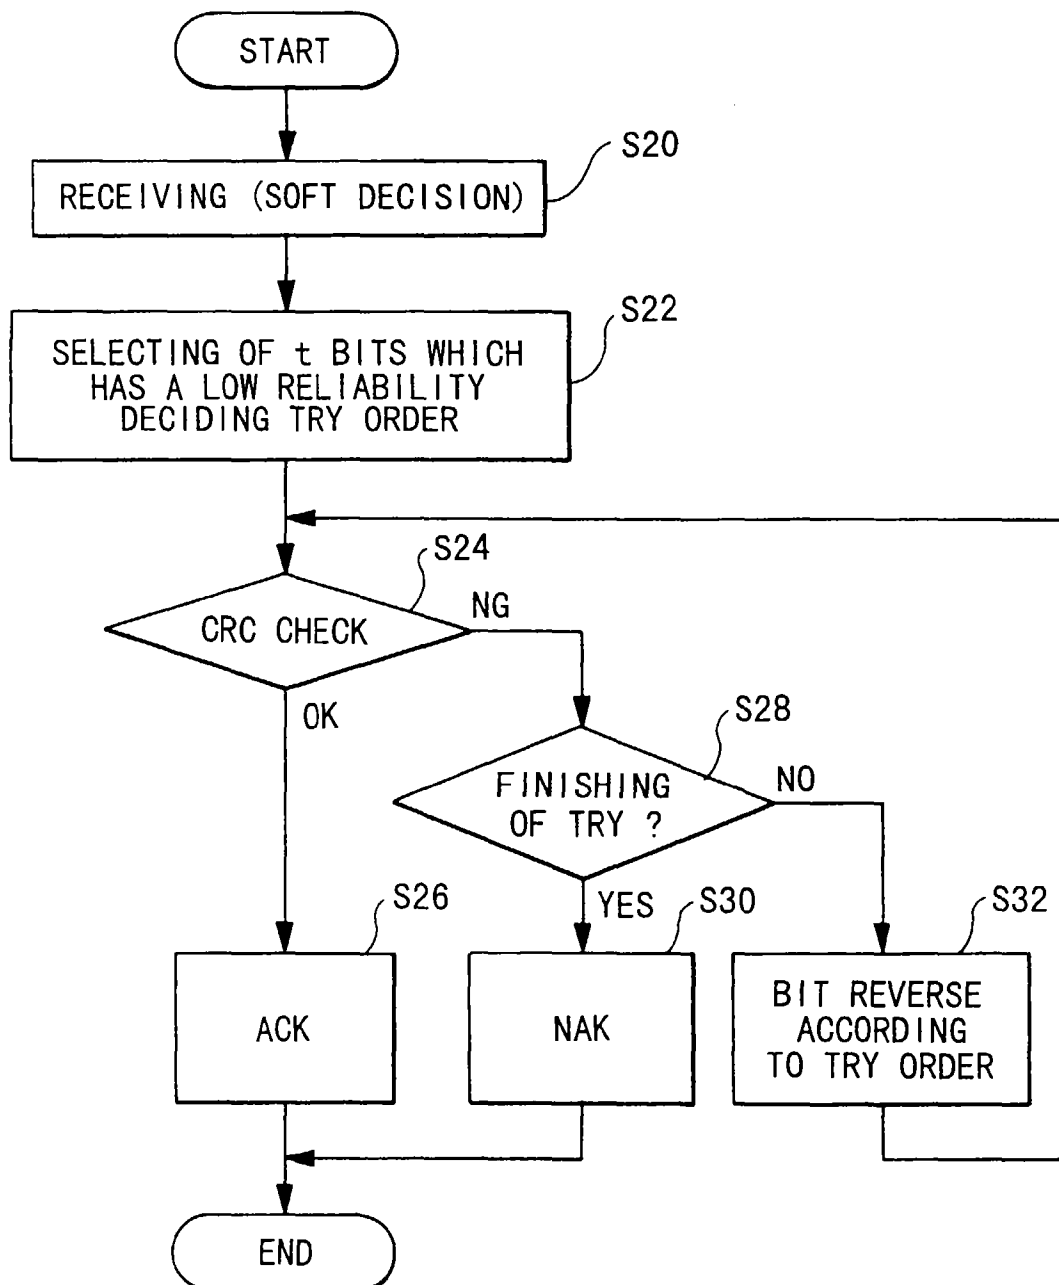 START
S20
RECEIVING (SOFT DECISION)
S22
SELECTING OF t BITS WHICH
HAS A LOW RELIABILITY
DECIDING TRY ORDER
S24
CRC CHECK
NG
OK
S28
FINISHING
OF TRY ?
NO
YES
S26
ACK
S30
NAK
S32
BIT REVERSE
ACCORDING
TO TRY ORDER
END